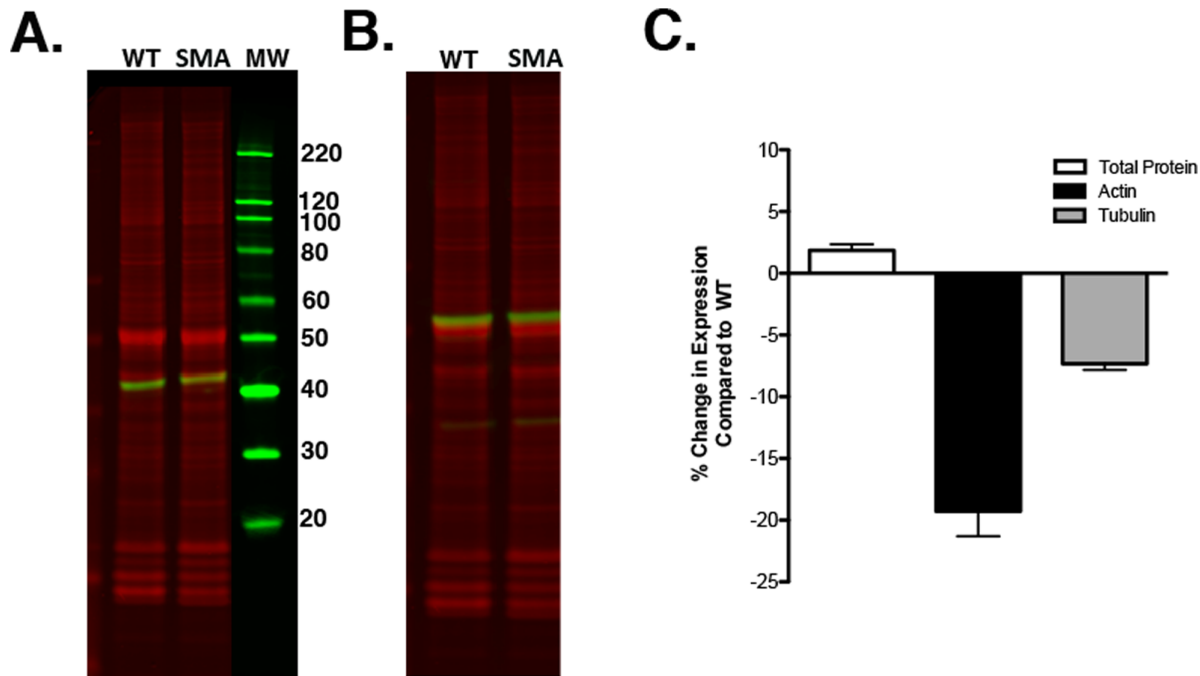 A.
WT SMA MW
220
120
100
80
60
50
40
30
20
B.
WT SMA
C.
% Change in Expression
Compared to WT
10
5
0
-5
-10
-15
-20
-25
Total Protein
Actin
Tubulin